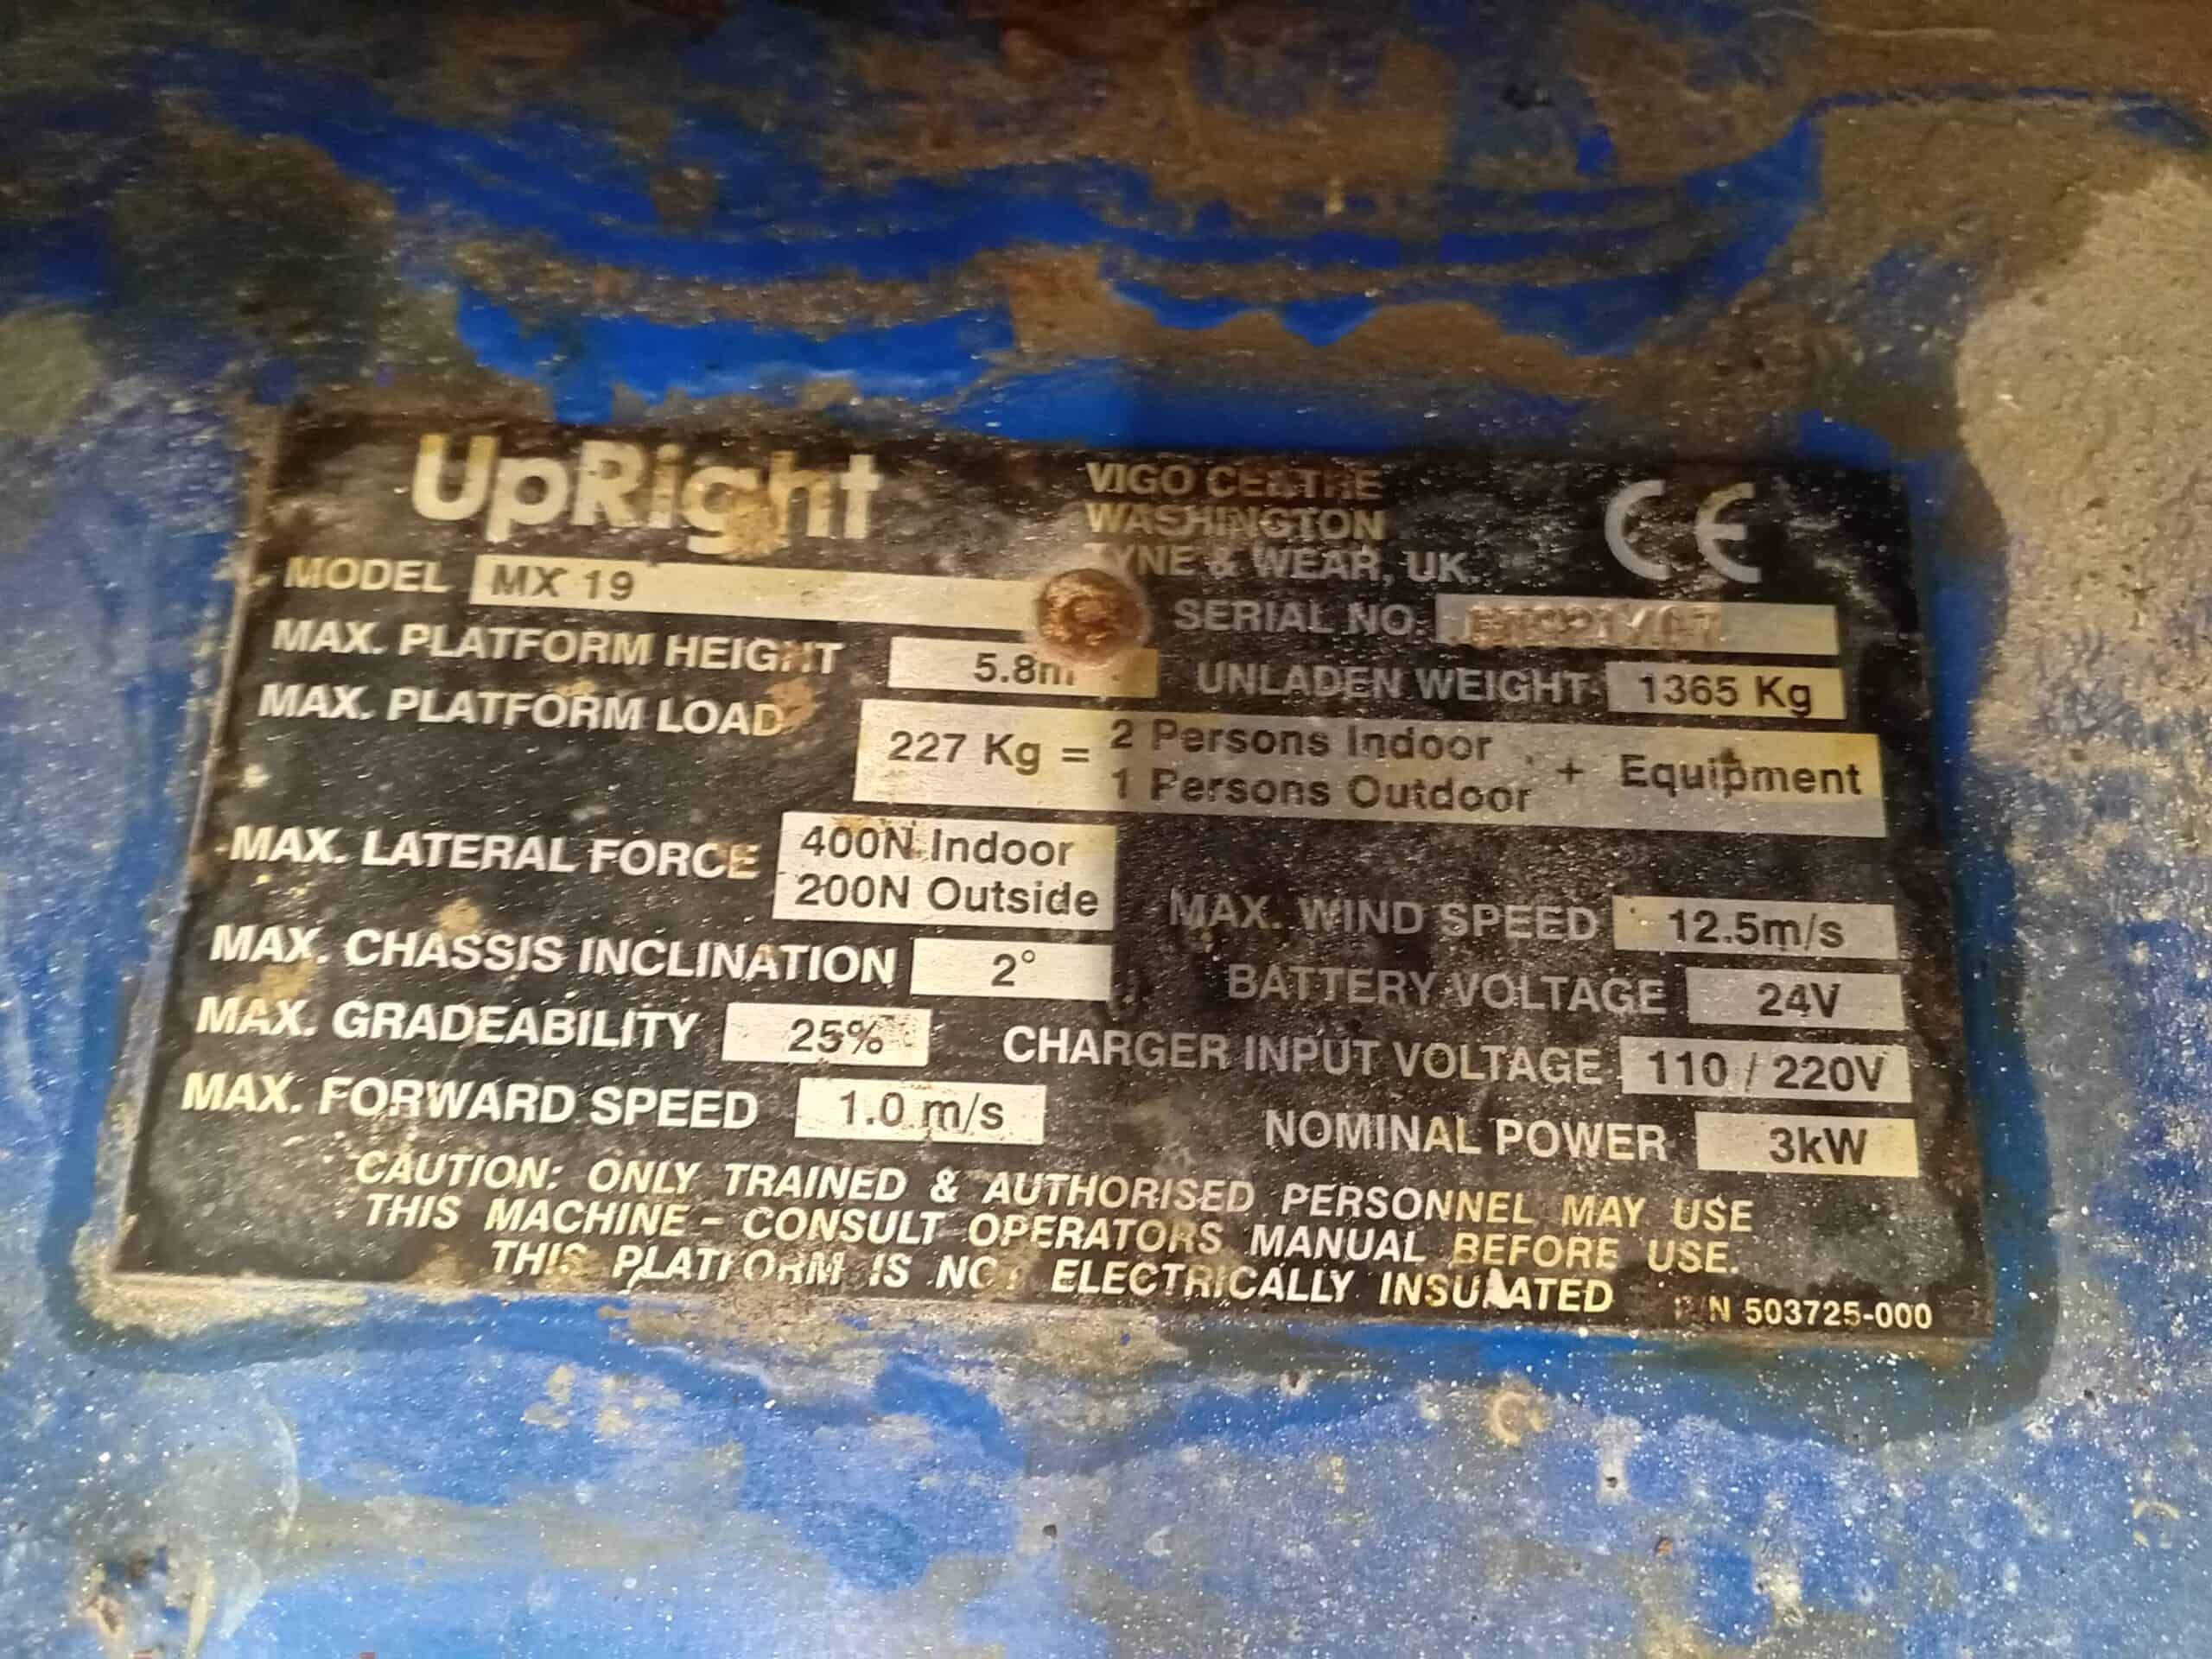 UpRight
VIGO CENTRE
WASHINGTON
TYNE & WEAR, UK.
CE
MODEL MX 19
SERIAL NO.
MAX. PLATFORM HEIGHT 5.8m
UNLADEN WEIGHT 1365 Kg
MAX. PLATFORM LOAD 227 Kg = 2 Persons Indoor + Equipment
1 Persons Outdoor
MAX. LATERAL FORCE 400N Indoor
200N Outside
MAX. WIND SPEED 12.5m/s
MAX. CHASSIS INCLINATION 2°
BATTERY VOLTAGE 24V
MAX. GRADEABILITY 25%
CHARGER INPUT VOLTAGE 110 / 220V
MAX. FORWARD SPEED 1.0 m/s
NOMINAL POWER 3kW
CAUTION: ONLY TRAINED & AUTHORISED PERSONNEL MAY USE
THIS MACHINE - CONSULT OPERATORS MANUAL BEFORE USE.
THIS PLATFORM IS NOT ELECTRICALLY INSULATED
P/N 503725-000